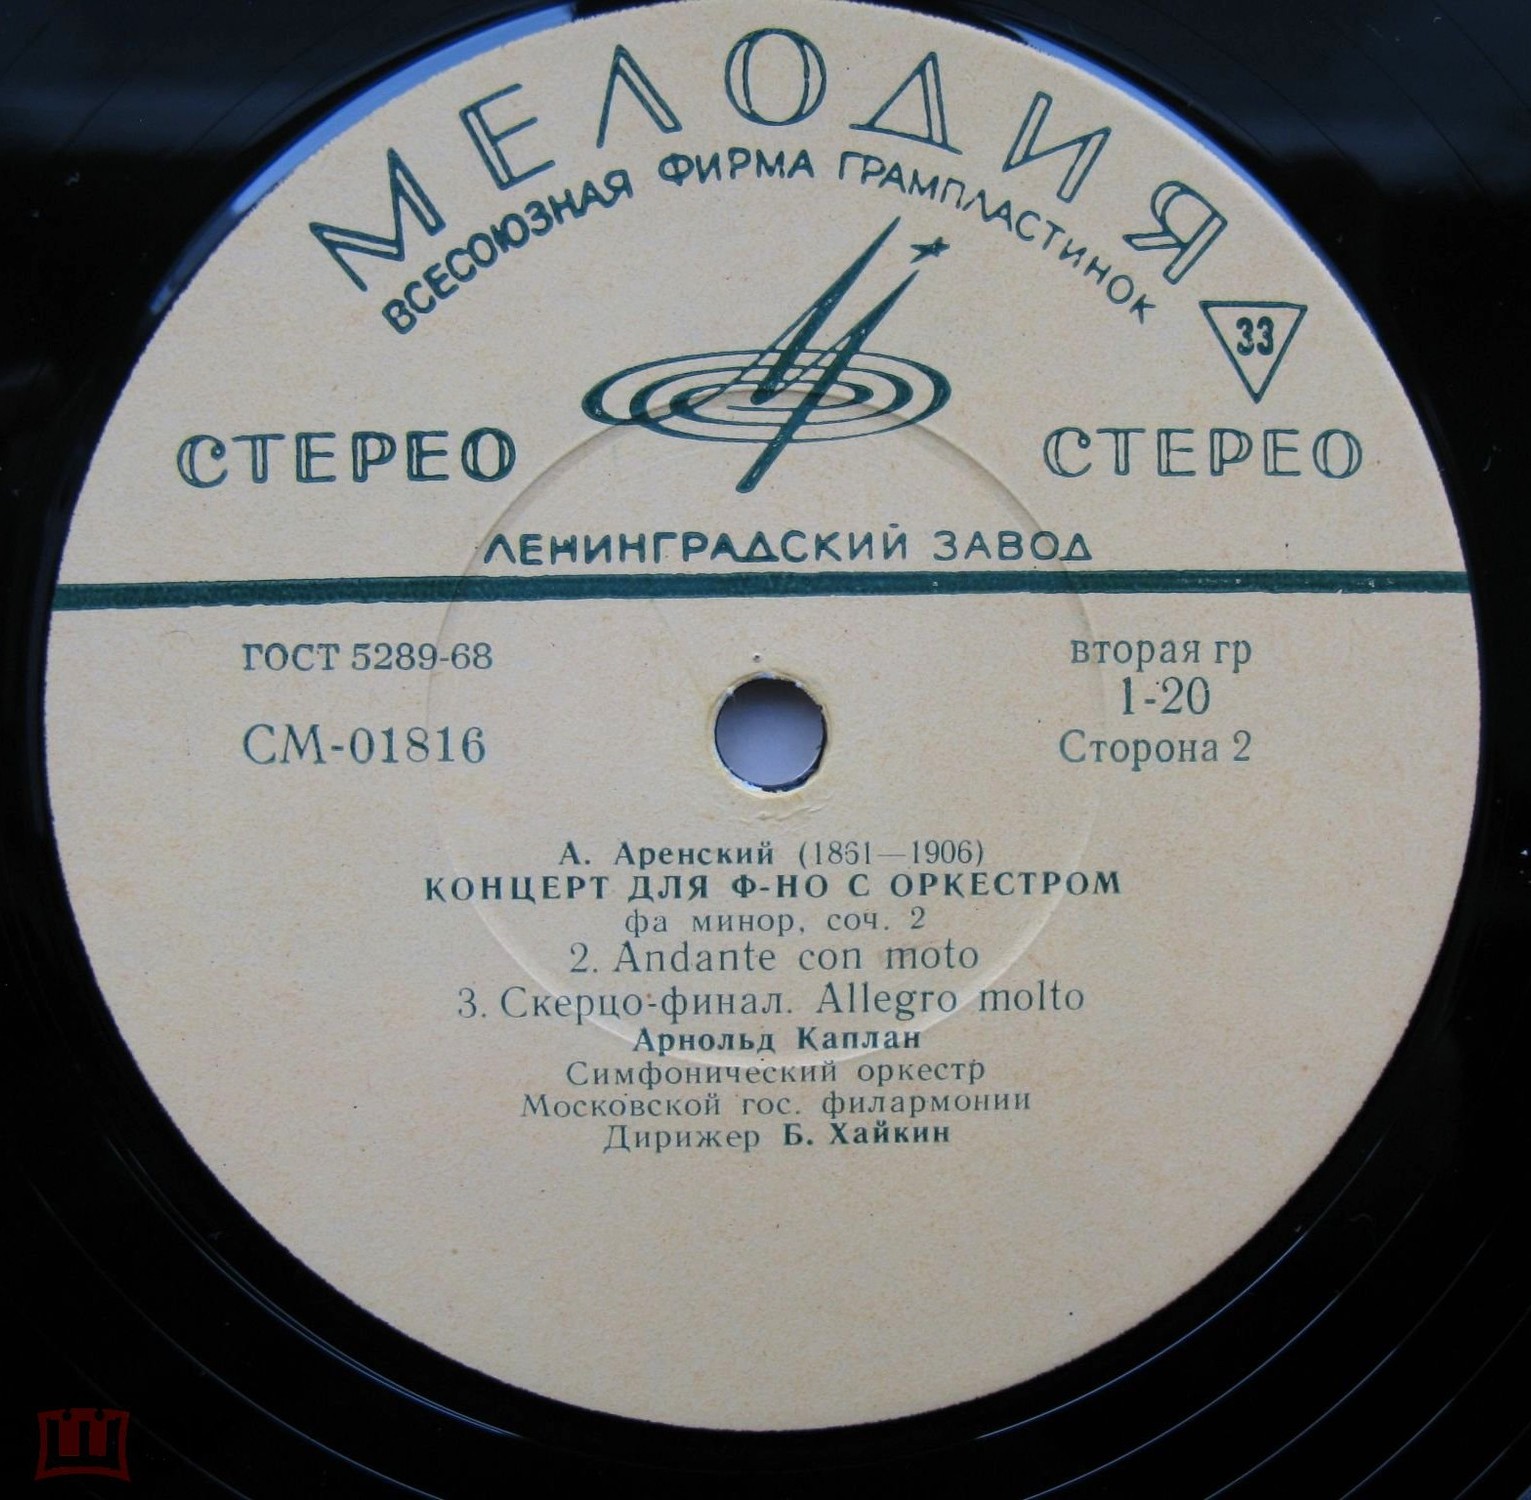 МЕЛОДИЯ
ВСЕСОЮЗНАЯ ФИРМА ГРАМПЛАСТИНОК
33
СТЕРЕО
СТЕРЕО
ЛЕНИНГРАДСКИЙ ЗАВОД
ГОСТ 5289-68
вторая гр
1-20
СМ-01816
Сторона 2
А. Аренский (1861—1906)
КОНЦЕРТ ДЛЯ Ф-НО С ОРКЕСТРОМ
фа минор, соч. 2
2. Andante con moto
3. Скерцо-финал. Allegro molto
Арнольд Каплан
Симфонический оркестр
Московской гос. филармонии
Дирижер Б. Хайкин